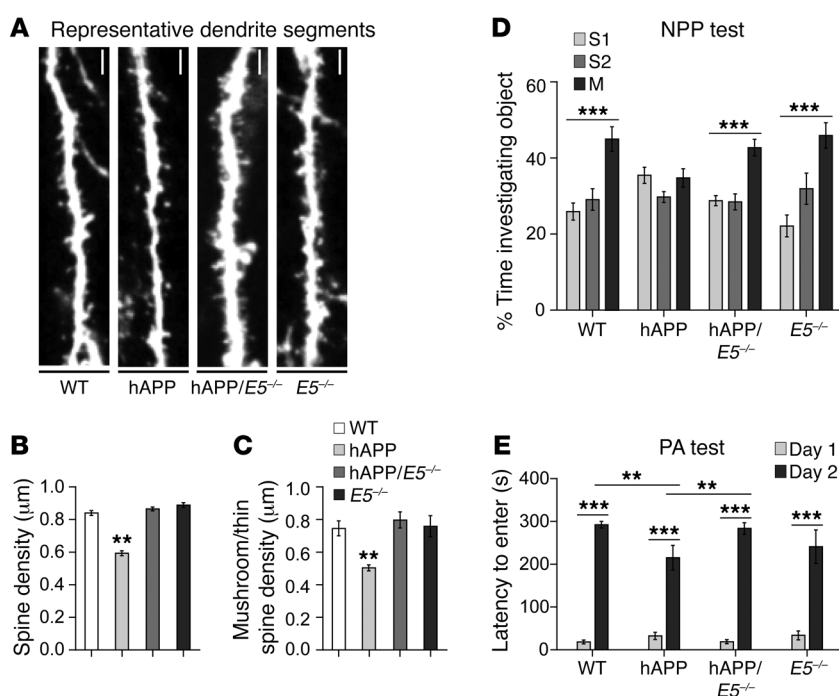 A Representative dendrite segments
WT hAPP hAPP/E5–/– E5–/–
B
Spine density (μm)
1.0
0.8
0.6
0.4
0.2
0.0
**
C
WT
hAPP
hAPP/E5–/–
E5–/–
Mushroom/thin
spine density (μm)
1.0
0.8
0.6
0.4
0.2
0.0
**
D NPP test
S1
S2
M
% Time investigating object
60
40
20
0
*** *** ***
WT hAPP hAPP/ E5–/–
E5–/–
E PA test
Day 1
Day 2
Latency to enter (s)
400
300
200
100
0
** **
*** *** *** ***
WT hAPP hAPP/ E5–/–
E5–/–